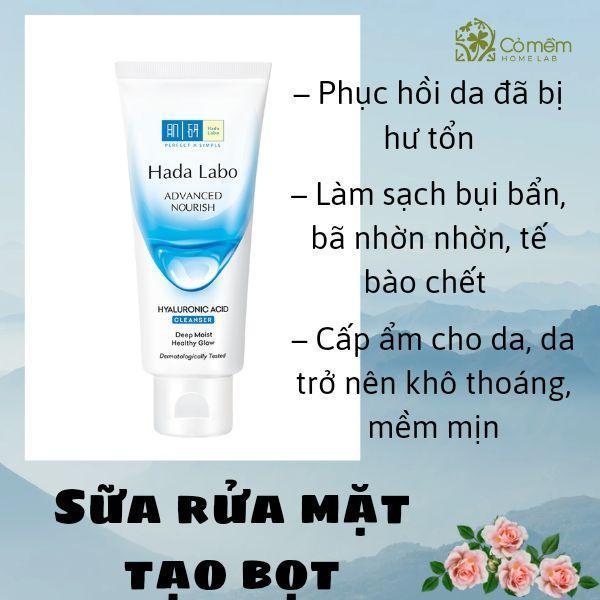 Cỏ mềm
HOME LAB
– Phục hồi da đã bị
hư tổn
– Làm sạch bụi bẩn,
bã nhờn nhờn, tế
bào chết
– Cấp ẩm cho da, da
trở nên khô thoáng,
mềm mịn
肌研
Hada
Labo
PERFECT × SIMPLE
Hada Labo
ADVANCED
NOURISH
HYALURONIC ACID
CLEANSER
Deep Moist
Healthy Glow
Dermatologically Tested
SỮA RỬA MẶT
TẠO BỌT